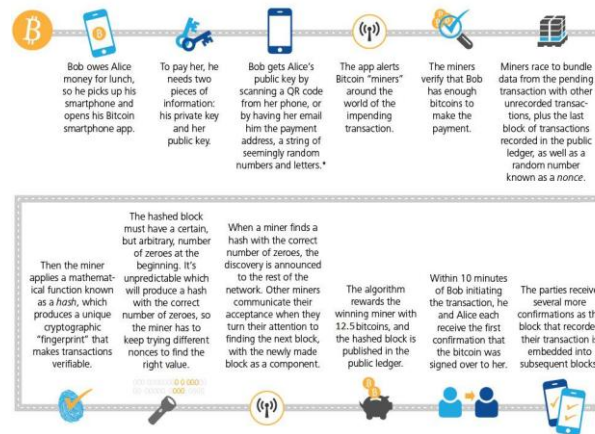 Bob owes Alice
money for lunch,
so he picks up his
smartphone and
opens his Bitcoin
smartphone app.
To pay her, he
needs two
pieces of
information:
his private key
and her
public key.
Bob gets Alice's
public key by
scanning a QR code
from her phone, or
by having her email
him the payment
address, a string of
seemingly random
numbers and letters.*
The app alerts
Bitcoin “miners”
around the
world of the
impending
transaction.
The miners
verify that Bob
has enough
bitcoins to
make the
payment.
Miners race to bundle
data from the pending
transaction with other
unrecorded transac-
tions, plus the last
block of transactions
recorded in the public
ledger, as well as a
random number
known as a nonce.
Then the miner
applies a mathemat-
ical function known
as a hash, which
produces a unique
cryptographic
“fingerprint” that
makes transactions
verifiable.
The hashed block
must have a certain,
but arbitrary, number
of zeroes at the
beginning. It's
unpredictable which
will produce a hash
with the correct
number of zeroes, so
the miner has to
keep trying different
nonces to find the
right value.
When a miner finds a
hash with the correct
number of zeroes, the
discovery is announced
to the rest of the
network. Other miners
communicate their
acceptance when they
turn their attention to
finding the next block,
with the newly made
block as a component.
The algorithm
rewards the
winning miner with
12.5 bitcoins, and
the hashed block is
published in the
public ledger.
Within 10 minutes
of Bob initiating
the transaction, he
and Alice each
receive the first
confirmation that
the bitcoin was
signed over to her.
The parties receive
several more
confirmations as the
block that recorded
their transaction is
embedded into
subsequent blocks